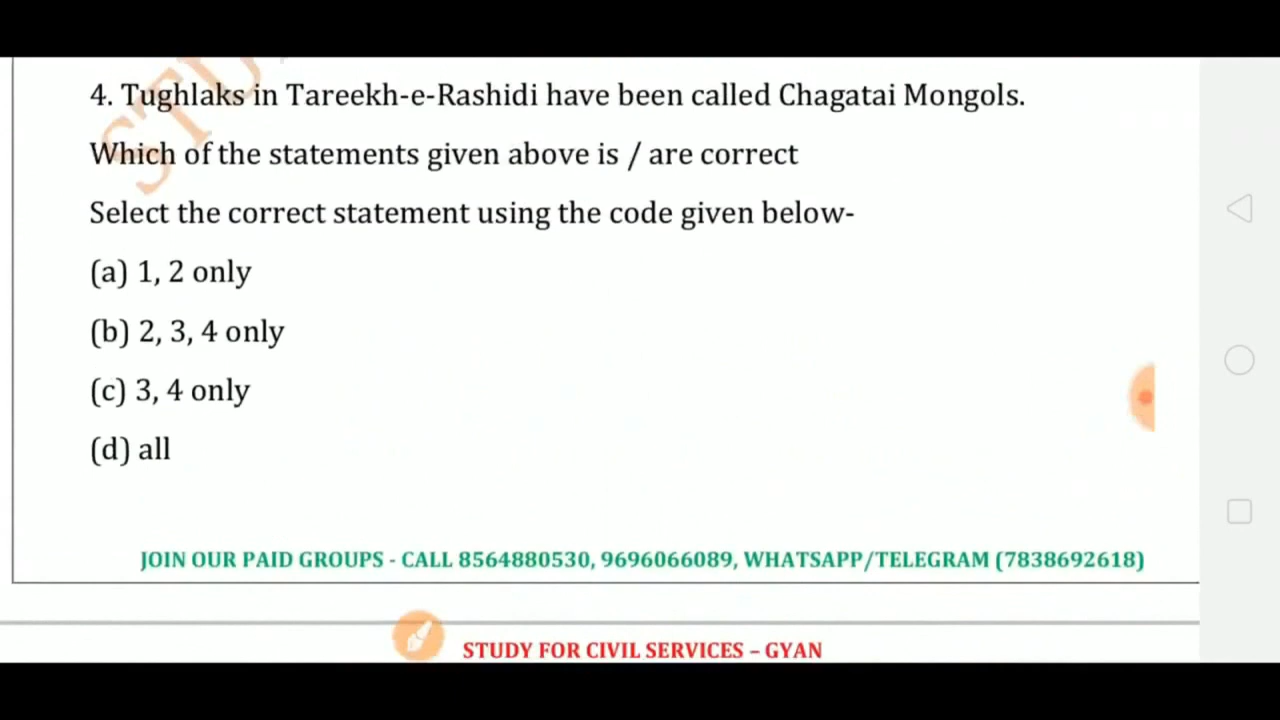 4. Tughlaks in Tareekh-e-Rashidi have been called Chagatai Mongols.
Which of the statements given above is / are correct
Select the correct statement using the code given below-
(a) 1, 2 only
(b) 2, 3, 4 only
(c) 3, 4 only
(d) all
JOIN OUR PAID GROUPS - CALL 8564880530, 9696066089, WHATSAPP/TELEGRAM (7838692618)
STUDY FOR CIVIL SERVICES – GYAN